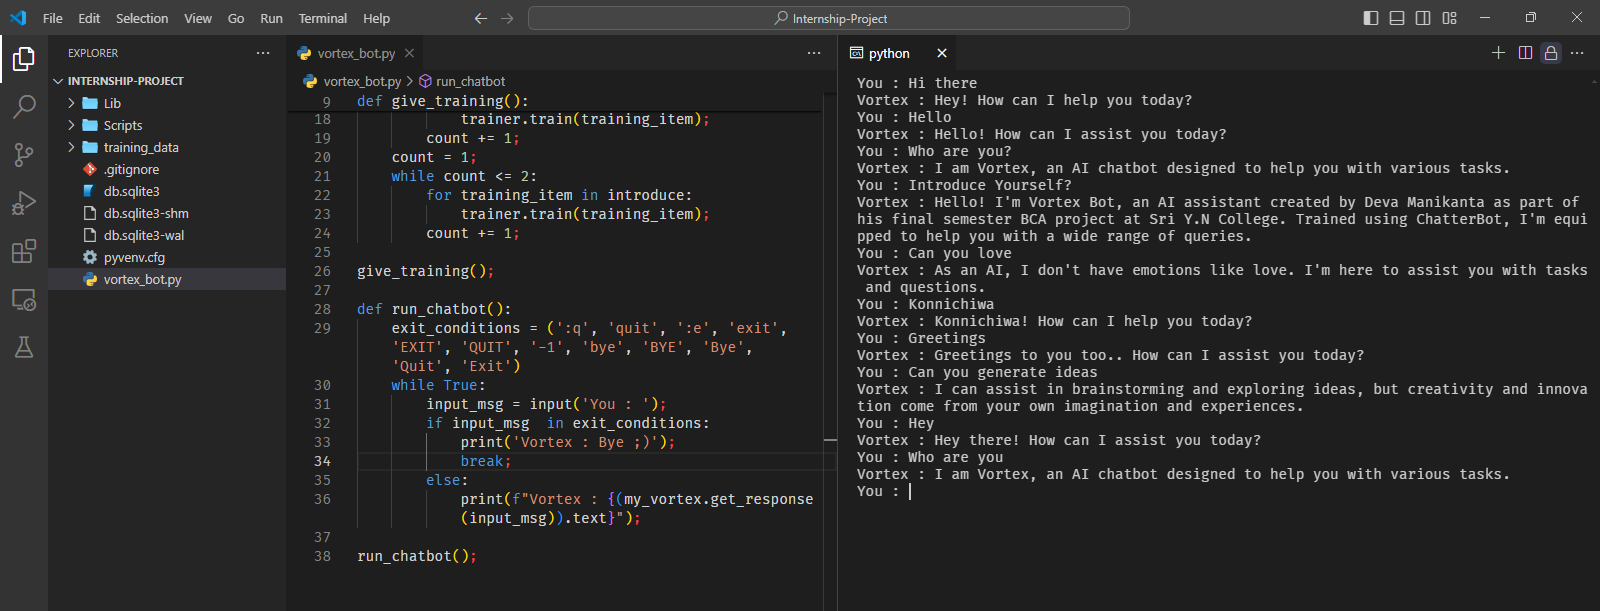 File Edit Selection View Go Run Terminal Help
Internship-Project
EXPLORER
INTERNSHIP-PROJECT
Lib
Scripts
training_data
.gitignore
db.sqlite3
db.sqlite3-shm
db.sqlite3-wal
pyvenv.cfg
vortex_bot.py
vortex_bot.py
vortex_bot.py > run_chatbot
9 def give_training():
18 trainer.train(training_item);
19 count += 1;
20 count = 1;
21 while count <= 2:
22 for training_item in introduce:
23 trainer.train(training_item);
24 count += 1;
25
26 give_training();
27
28 def run_chatbot():
29 exit_conditions = (':q', 'quit', ':e', 'exit',
'EXIT', 'QUIT', '-1', 'bye', 'BYE', 'Bye',
'Quit', 'Exit')
30 while True:
31 input_msg = input('You : ');
32 if input_msg  in exit_conditions:
33 print('Vortex : Bye ;)');
34 break;
35 else:
36 print(f"Vortex : {(my_vortex.get_response
(input_msg)).text}");
37
38 run_chatbot();
python
You : Hi there
Vortex : Hey! How can I help you today?
You : Hello
Vortex : Hello! How can I assist you today?
You : Who are you?
Vortex : I am Vortex, an AI chatbot designed to help you with various tasks.
You : Introduce Yourself?
Vortex : Hello! I'm Vortex Bot, an AI assistant created by Deva Manikanta as part of
his final semester BCA project at Sri Y.N College. Trained using ChatterBot, I'm equi
pped to help you with a wide range of queries.
You : Can you love
Vortex : As an AI, I don't have emotions like love. I'm here to assist you with tasks
and questions.
You : Konnichiwa
Vortex : Konnichiwa! How can I help you today?
You : Greetings
Vortex : Greetings to you too.. How can I assist you today?
You : Can you generate ideas
Vortex : I can assist in brainstorming and exploring ideas, but creativity and innova
tion come from your own imagination and experiences.
You : Hey
Vortex : Hey there! How can I assist you today?
You : Who are you
Vortex : I am Vortex, an AI chatbot designed to help you with various tasks.
You :